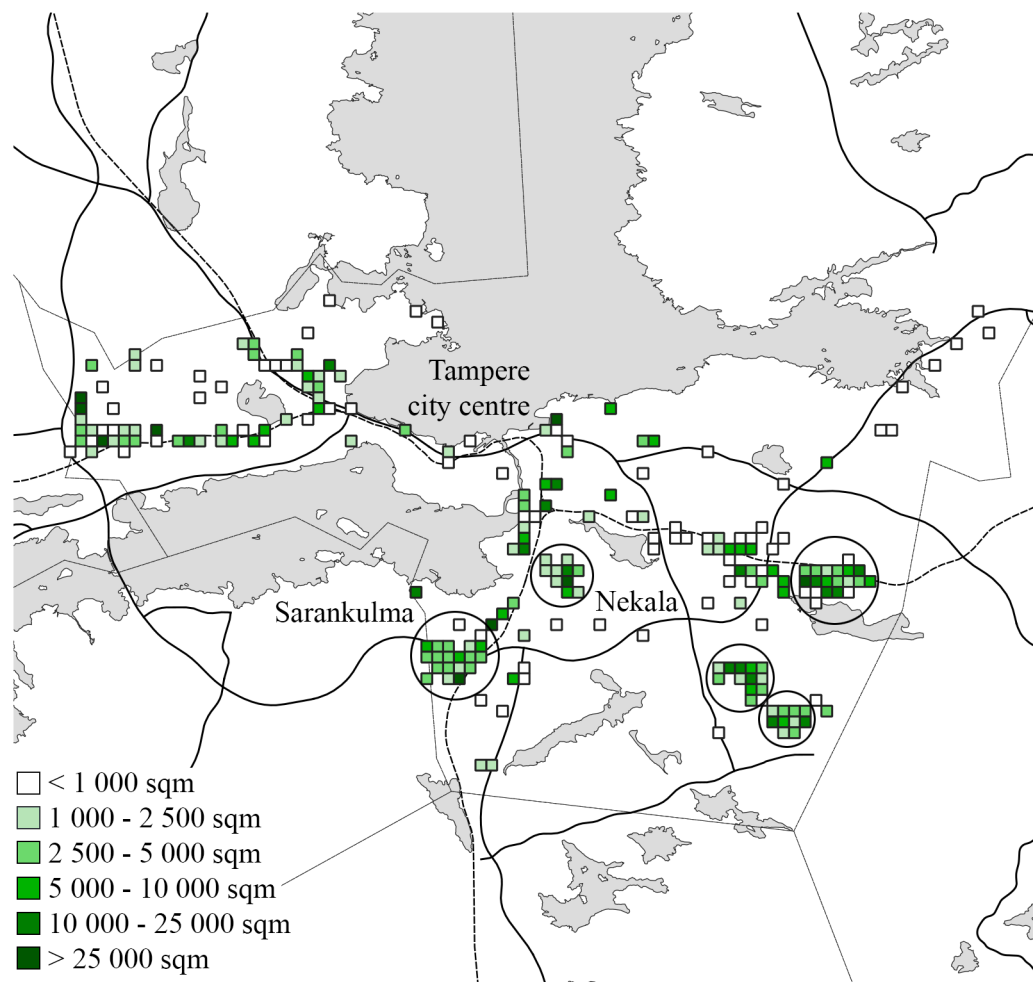 Tampere
city centre
Sarankulma
Nekala
< 1 000 sqm
1 000 - 2 500 sqm
2 500 - 5 000 sqm
5 000 - 10 000 sqm
10 000 - 25 000 sqm
> 25 000 sqm